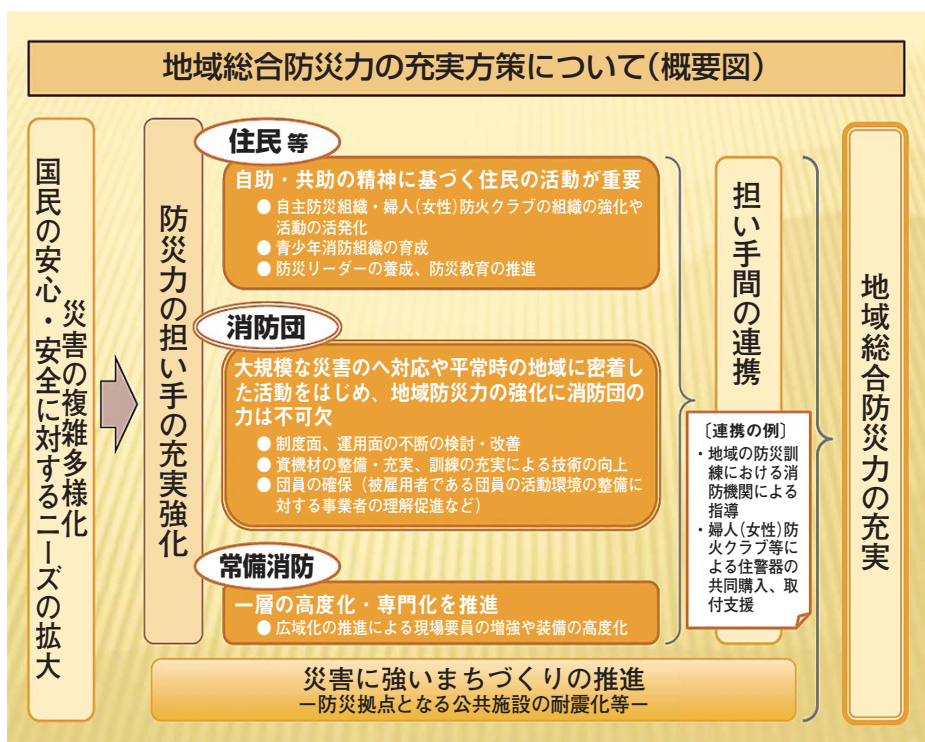 地域総合防災力の充実方策について(概要図)
災害の複雑多様化
国民の安心・安全に対するニーズの拡大
防災力の担い手の充実強化
住民 等
自助・共助の精神に基づく住民の活動が重要
● 自主防災組織・婦人(女性)防火クラブの組織の強化や
活動の活発化
● 青少年消防組織の育成
● 防災リーダーの養成、防災教育の推進
消防団
大規模な災害のへ対応や平常時の地域に密着し
た活動をはじめ、地域防災力の強化に消防団の
力は不可欠
● 制度面、運用面の不断の検討・改善
● 資機材の整備・充実、訓練の充実による技術の向上
● 団員の確保（被雇用者である団員の活動環境の整備に
対する事業者の理解促進など）
常備消防
一層の高度化・専門化を推進
● 広域化の推進による現場要員の増強や装備の高度化
担い手間の連携
〔連携の例〕
・地域の防災訓
練における消
防機関による
指導
・婦人(女性)防
火クラブ等に
よる住警器の
共同購入、取
付支援
地域総合防災力の充実
災害に強いまちづくりの推進
ー防災拠点となる公共施設の耐震化等ー